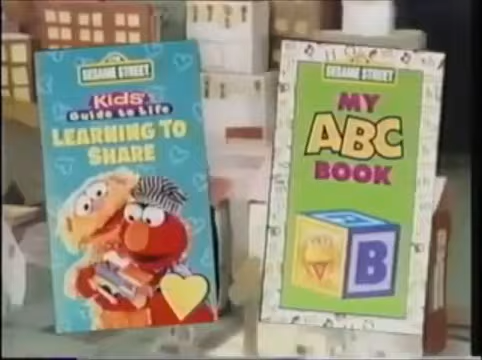 SESAME STREET
Kids'
Guide to Life
LEARNING TO
SHARE
SESAME STREET
MY
ABC
BOOK
B